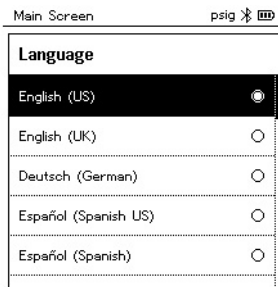 Main Screen psig
Language
English (US)
English (UK)
Deutsch (German)
Español (Spanish US)
Español (Spanish)